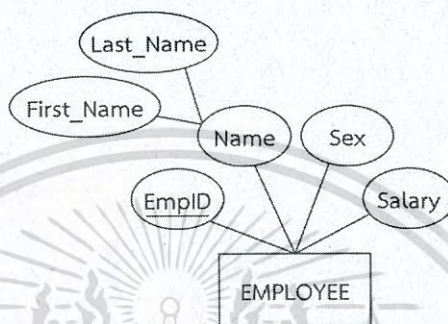 Last_Name
First_Name
Name
Sex
EmpID
Salary
EMPLOYEE